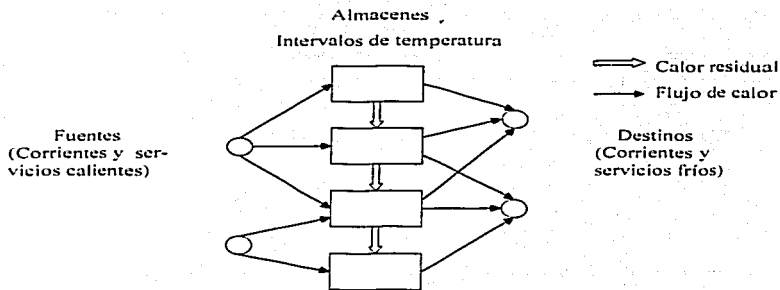 Almacenes
Intervalos de temperatura
Calor residual
Flujo de calor
Fuentes
(Corrientes y ser-
vicios calientes)
Destinos
(Corrientes y
servicios fríos)